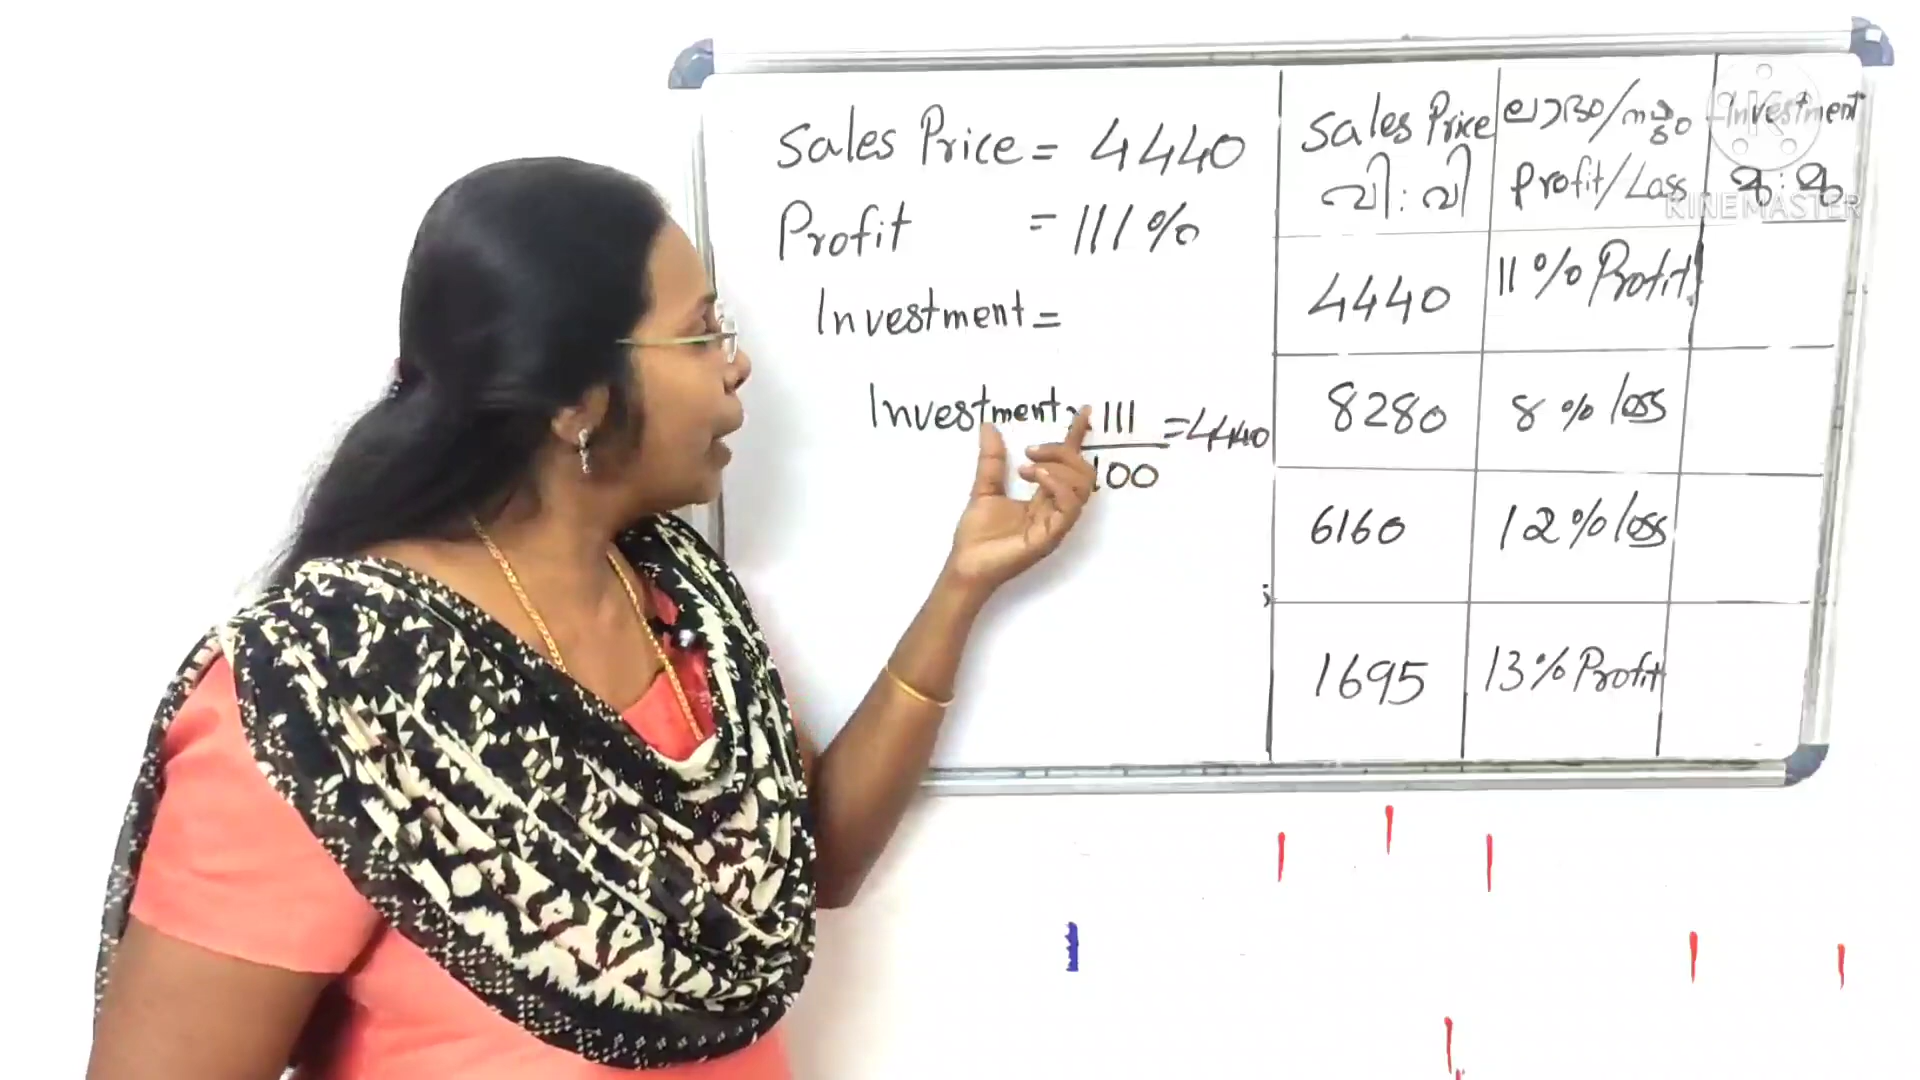 Sales Price = 4440
Profit = 111%
Investment =
Investment × 111 = 4440
100
Sales Price
വി : വി
ലാഭം/നഷ്ടം
Profit/Loss
Investment
മു : മു
4440
11% Profit
8280
8% loss
6160
12% loss
1695
13% Profit
K
KINEMASTER